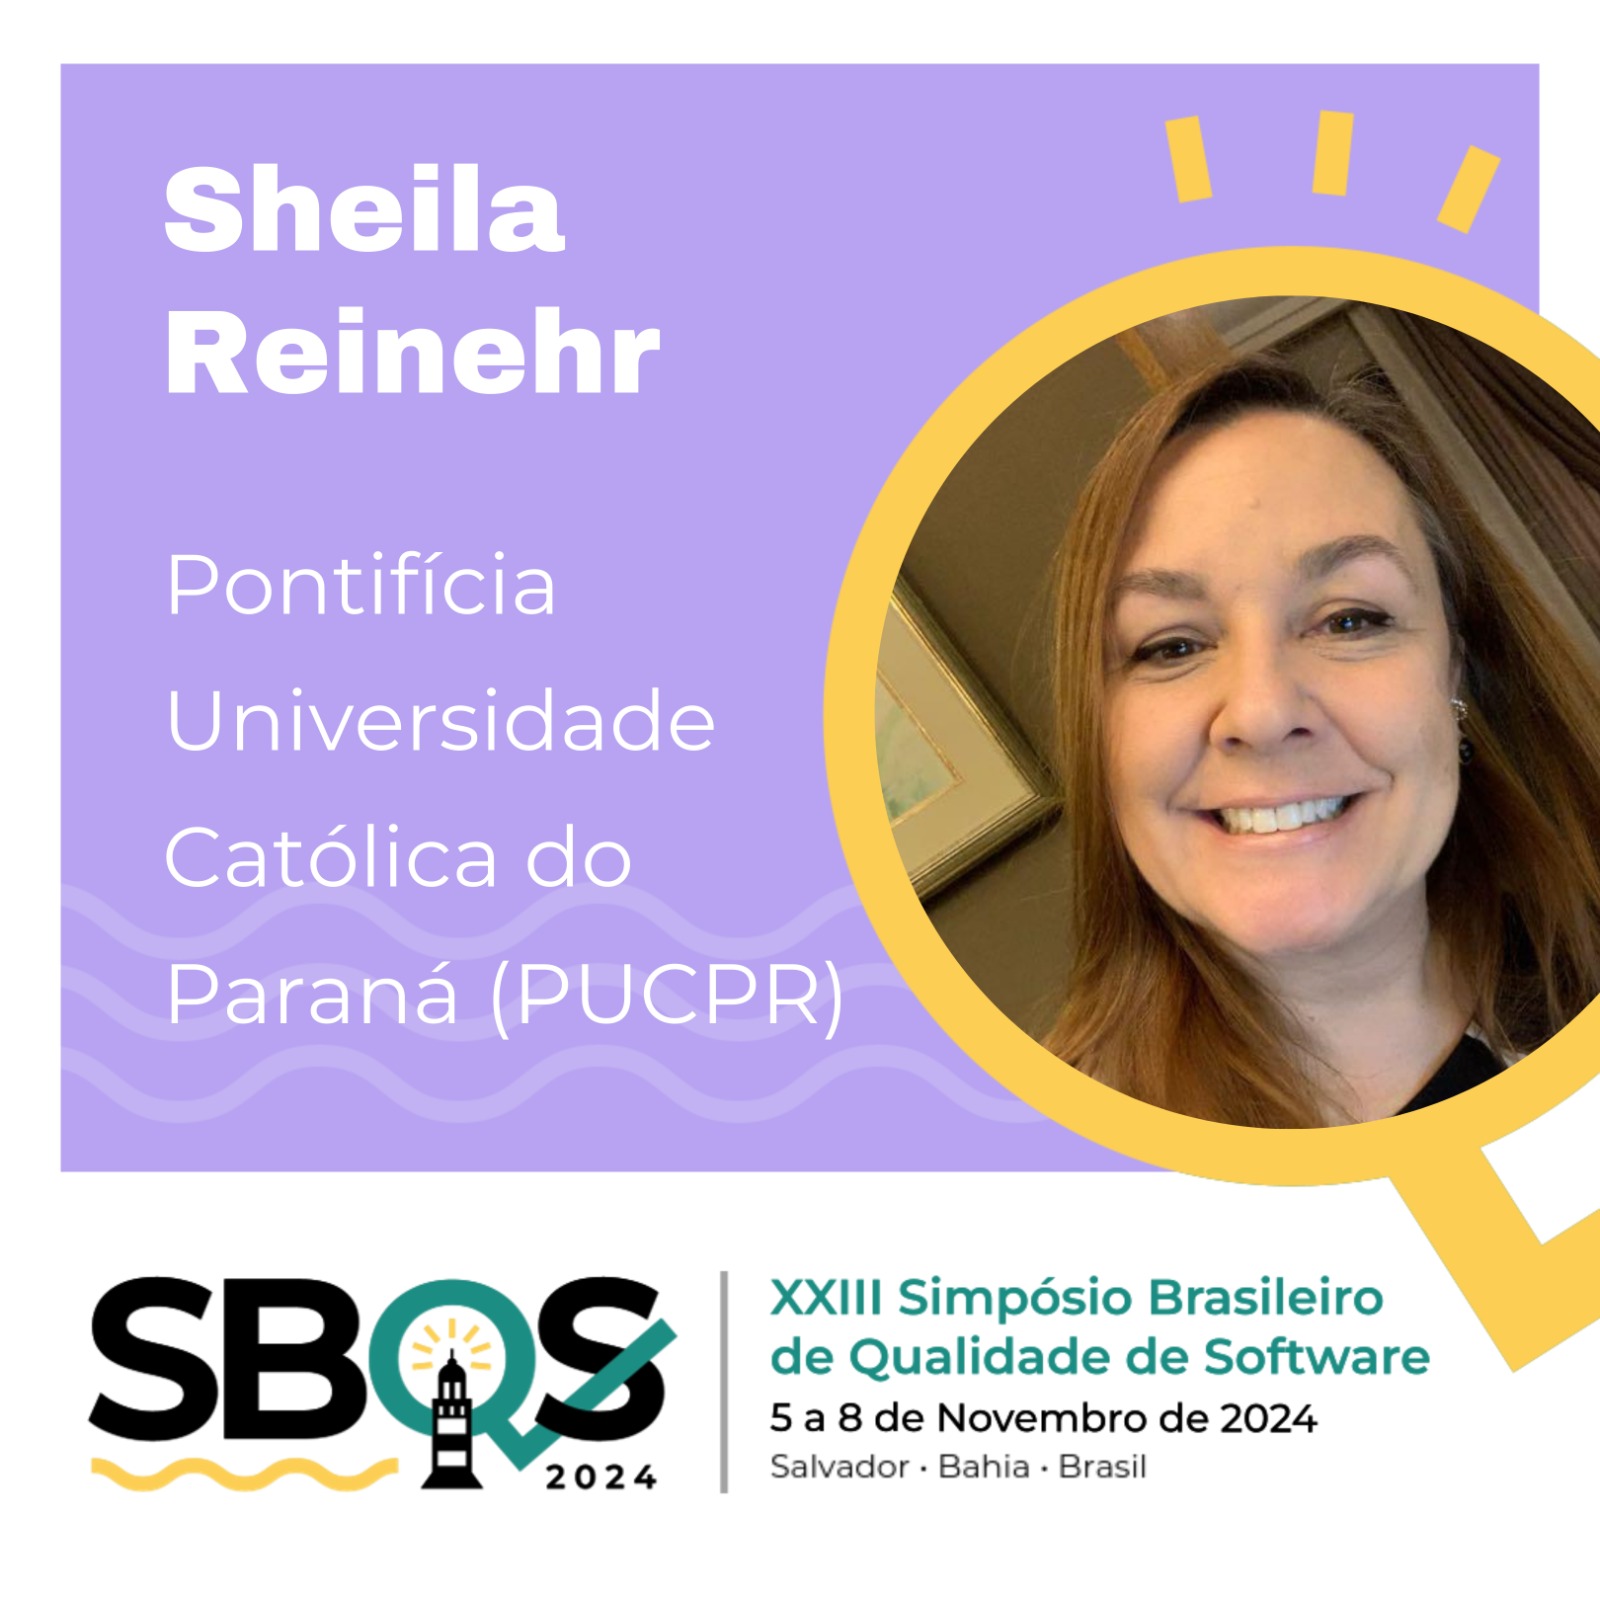 Sheila
Reinehr
Pontifícia
Universidade
Católica do
Paraná (PUCPR)
SBQS
2024
XXIII Simpósio Brasileiro
de Qualidade de Software
5 a 8 de Novembro de 2024
Salvador · Bahia · Brasil